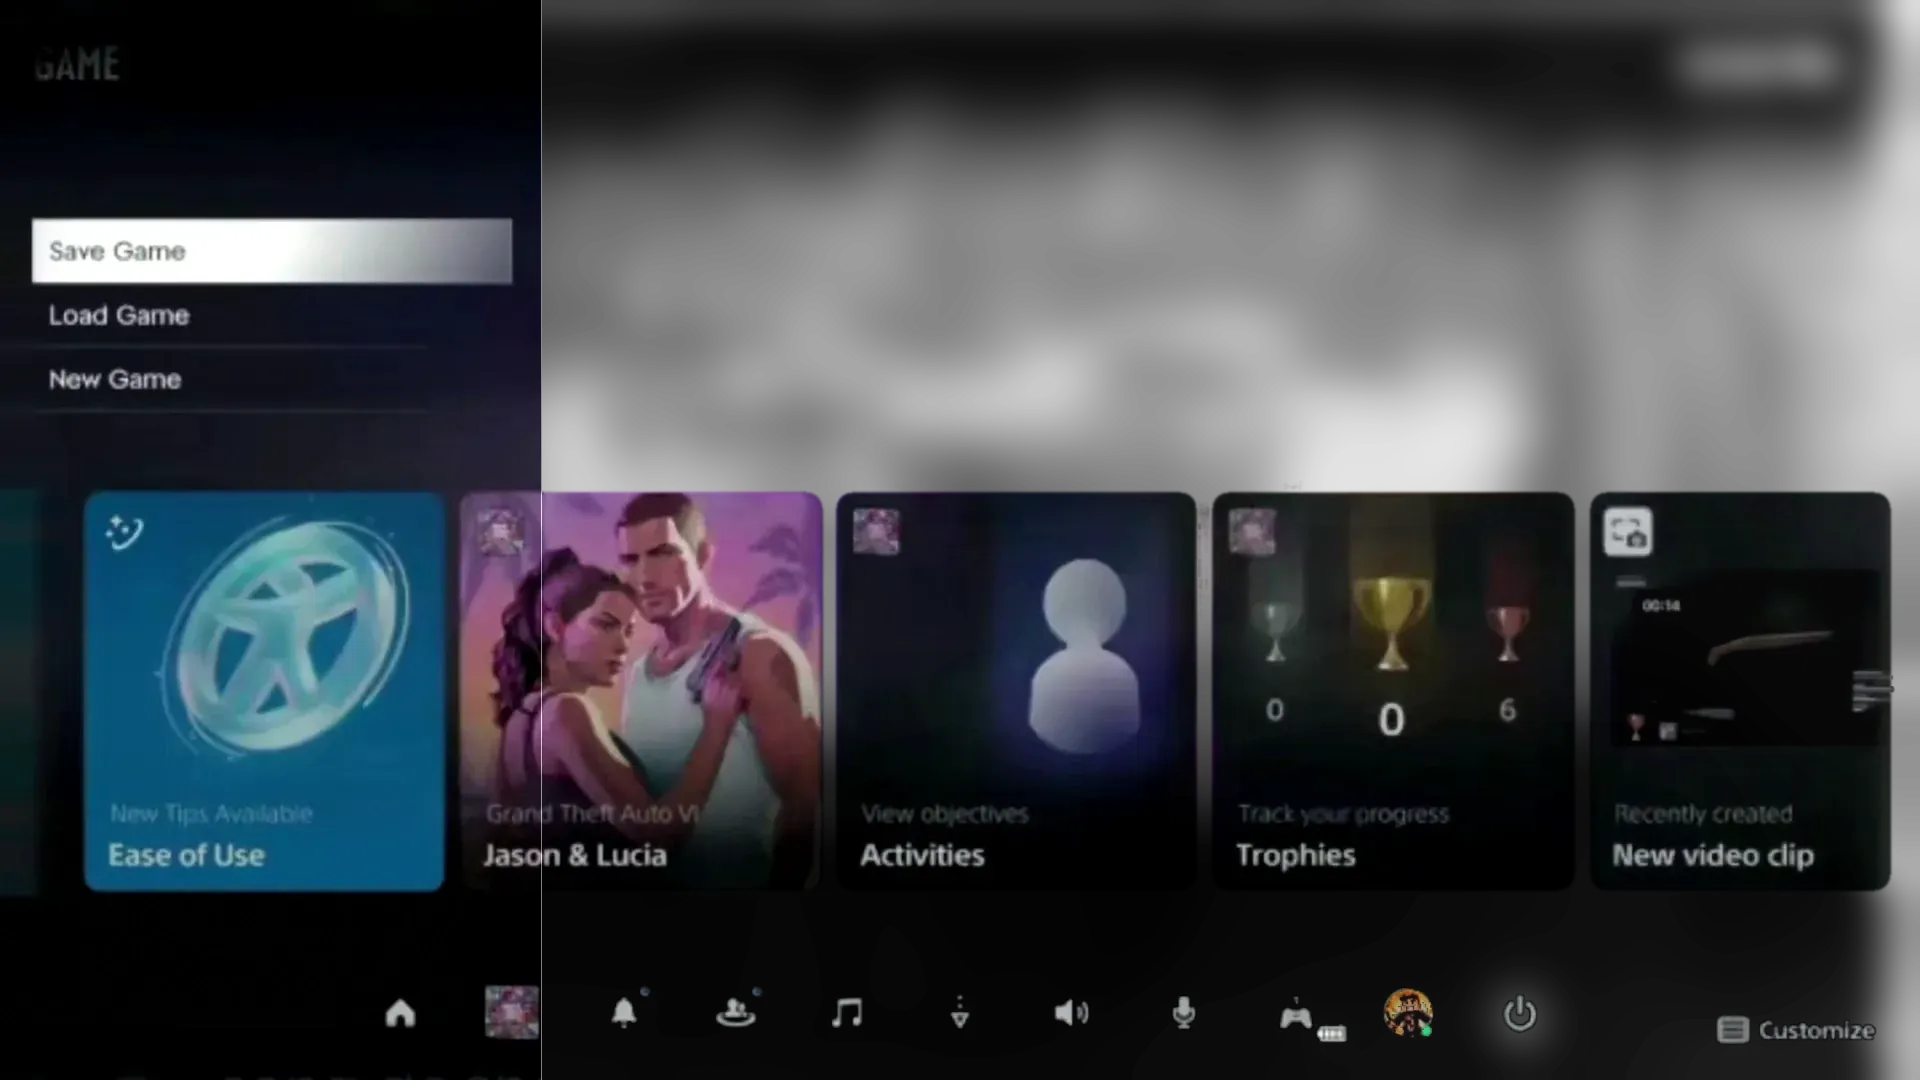 GAME
Save Game
Load Game
New Game
New Tips Available
Ease of Use
Grand Theft Auto VI
Jason & Lucia
View objectives
Activities
0
0
6
Track your progress
Trophies
00:14
Recently created
New video clip
Customize